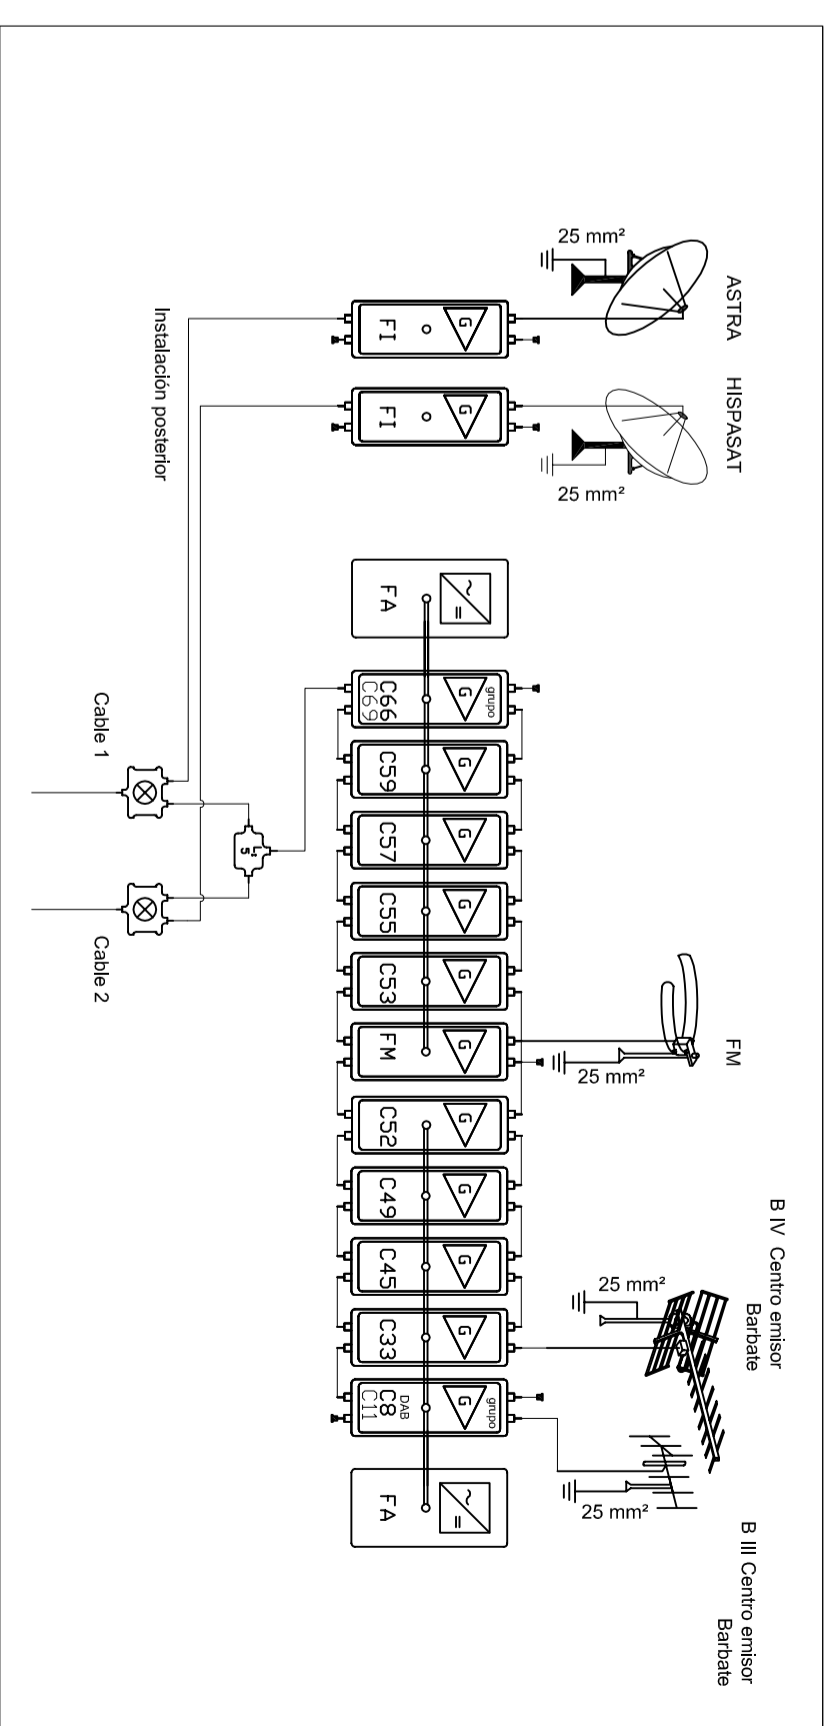 ASTRA
HISPASAT
FM
B IV Centro emisor
Barbate
B III Centro emisor
Barbate
25 mm²
25 mm²
25 mm²
25 mm²
25 mm²
G
FI
G
FI
FA
grupo
G
C66
C69
G
C59
G
C57
G
C55
G
C53
G
FM
G
C52
G
C49
G
C45
G
C33
grupo
G
DAB
C8
C11
FA
Instalación posterior
L:
5
Cable 1
Cable 2